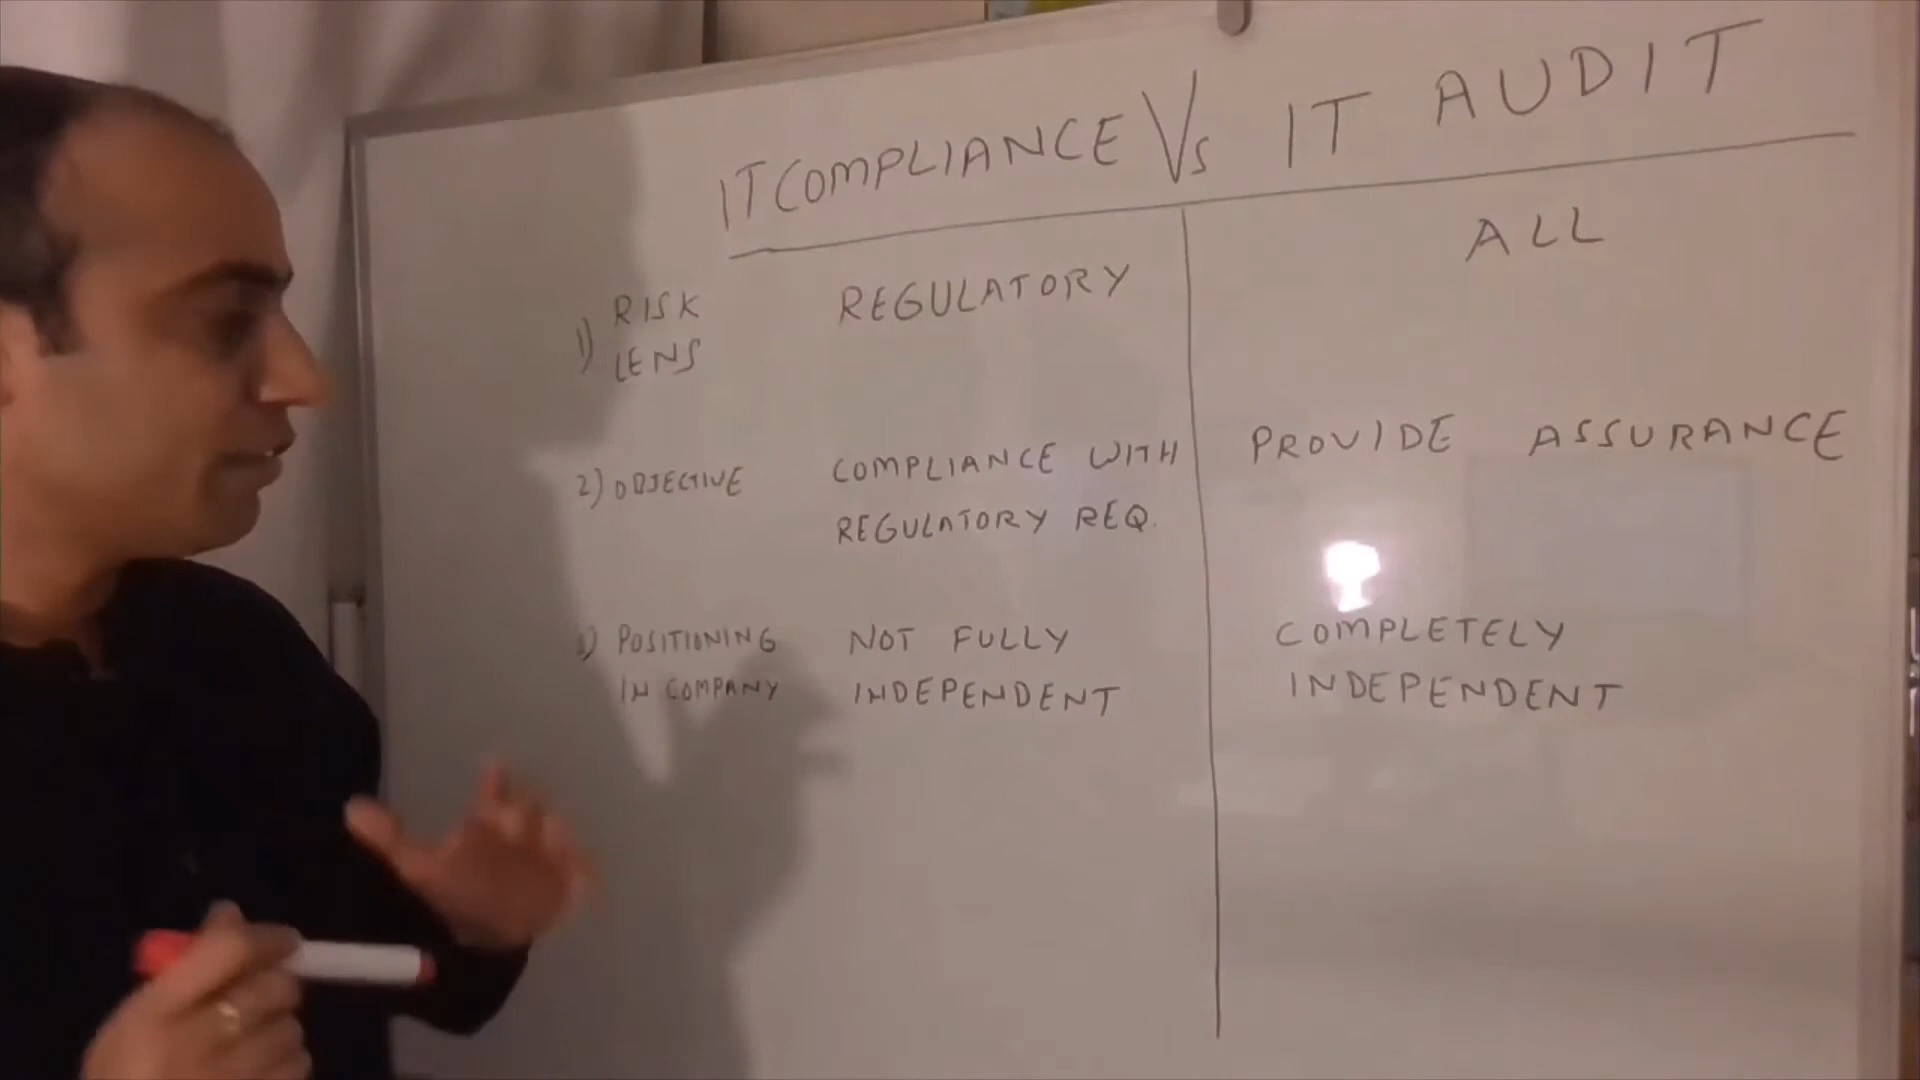 IT COMPLIANCE Vs IT AUDIT
1) RISK LENS REGULATORY ALL
2) OBJECTIVE COMPLIANCE WITH REGULATORY REQ. PROVIDE ASSURANCE
3) POSITIONING IN COMPANY NOT FULLY INDEPENDENT COMPLETELY INDEPENDENT